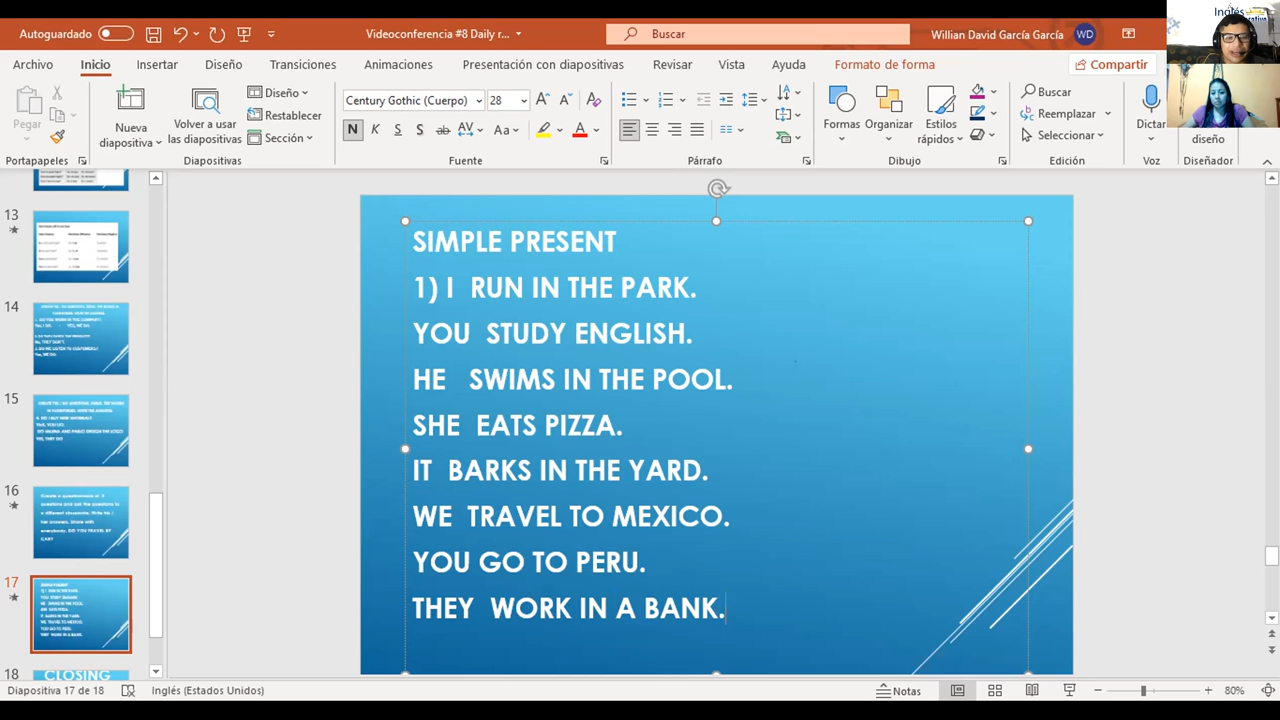 Autoguardado
Videoconferencia #8 Daily r...
Buscar
Willian David García García
WD
Inglés
Archivo
Inicio
Insertar
Diseño
Transiciones
Animaciones
Presentación con diapositivas
Revisar
Vista
Ayuda
Formato de forma
Compartir
Pegar
Nueva
diapositiva
Volver a usar
las diapositivas
Diseño
Restablecer
Sección
Century Gothic (Cuerpo)
28
N K S S ab AV Aa
Formas
Organizar
Estilos
rápidos
Buscar
Reemplazar
Seleccionar
Dictar
diseño
Portapapeles
Diapositivas
Fuente
Párrafo
Dibujo
Edición
Voz
Diseñador
13
14
15
16
17
18
CLOSING
SIMPLE PRESENT
1) I RUN IN THE PARK.
YOU STUDY ENGLISH.
HE SWIMS IN THE POOL.
SHE EATS PIZZA.
IT BARKS IN THE YARD.
WE TRAVEL TO MEXICO.
YOU GO TO PERU.
THEY WORK IN A BANK.
Diapositiva 17 de 18
Inglés (Estados Unidos)
Notas
80%